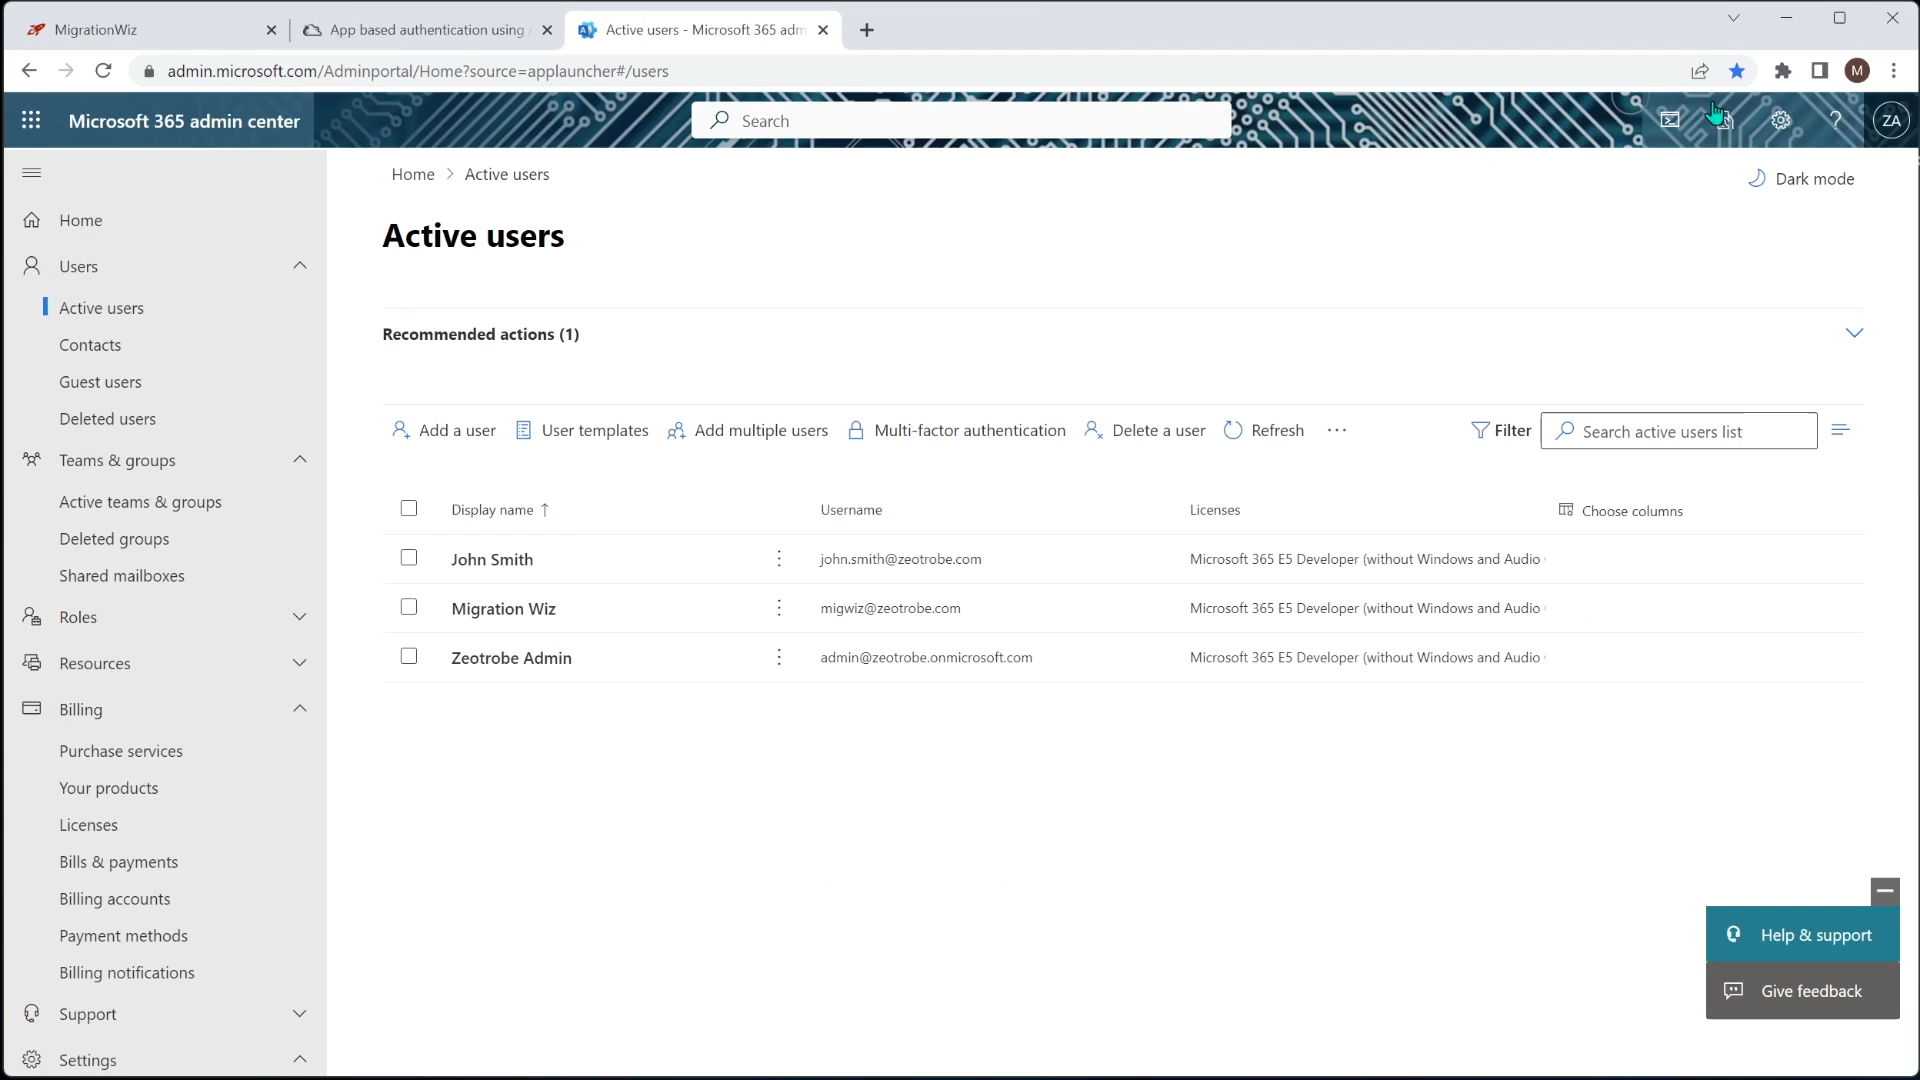 MigrationWiz
App based authentication using
Active users - Microsoft 365 adm
admin.microsoft.com/Adminportal/Home?source=applauncher#/users
M
Microsoft 365 admin center
Search
ZA
Home
Users
Active users
Contacts
Guest users
Deleted users
Teams & groups
Active teams & groups
Deleted groups
Shared mailboxes
Roles
Resources
Billing
Purchase services
Your products
Licenses
Bills & payments
Billing accounts
Payment methods
Billing notifications
Support
Settings
Home > Active users
Dark mode
Active users
Recommended actions (1)
Add a user
User templates
Add multiple users
Multi-factor authentication
Delete a user
Refresh
Filter
Search active users list
Display name ↑
Username
Licenses
Choose columns
John Smith
john.smith@zeotrobe.com
Microsoft 365 E5 Developer (without Windows and Audio
Migration Wiz
migwiz@zeotrobe.com
Microsoft 365 E5 Developer (without Windows and Audio
Zeotrobe Admin
admin@zeotrobe.onmicrosoft.com
Microsoft 365 E5 Developer (without Windows and Audio
Help & support
Give feedback